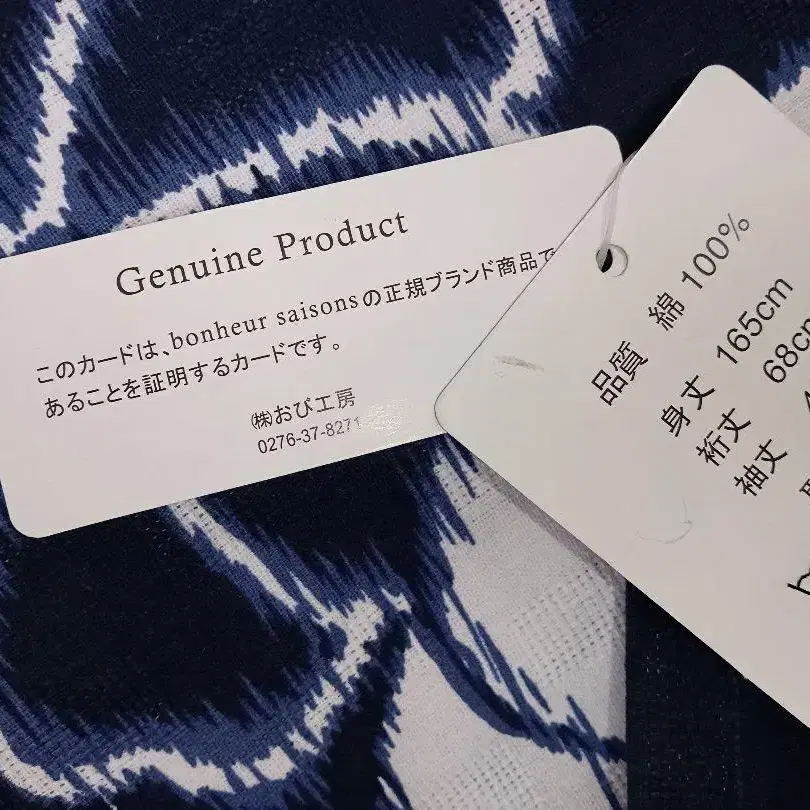 Genuine Product
このカードは、bonheur saisonsの正規ブランド商品で
あることを証明するカードです。
㈱おび工房
0276-37-8271
品質 綿 100%
身丈 165cm
裄丈 68cm
袖丈